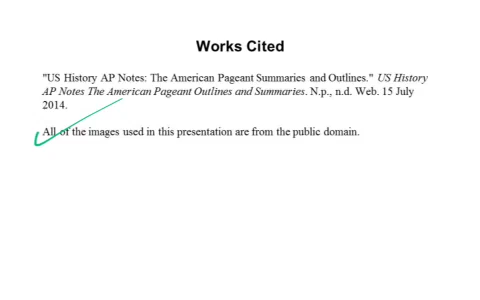 Works Cited
"US History AP Notes: The American Pageant Summaries and Outlines." US History
AP Notes The American Pageant Outlines and Summaries. N.p., n.d. Web. 15 July
2014.
All of the images used in this presentation are from the public domain.